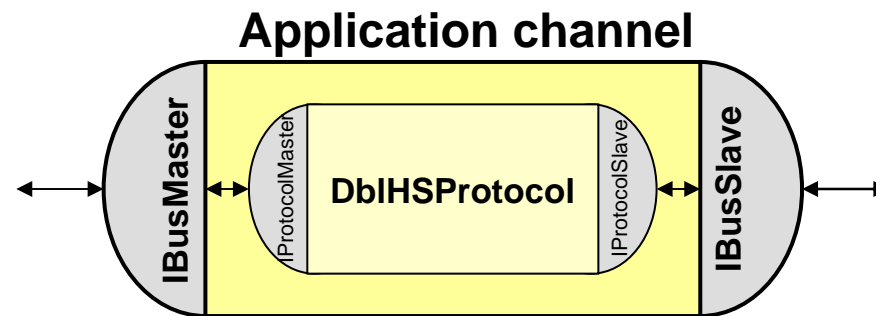 Application channel
IBusMaster
IProtocolMaster
DblHSProtocol
IProtocolSlave
IBusSlave